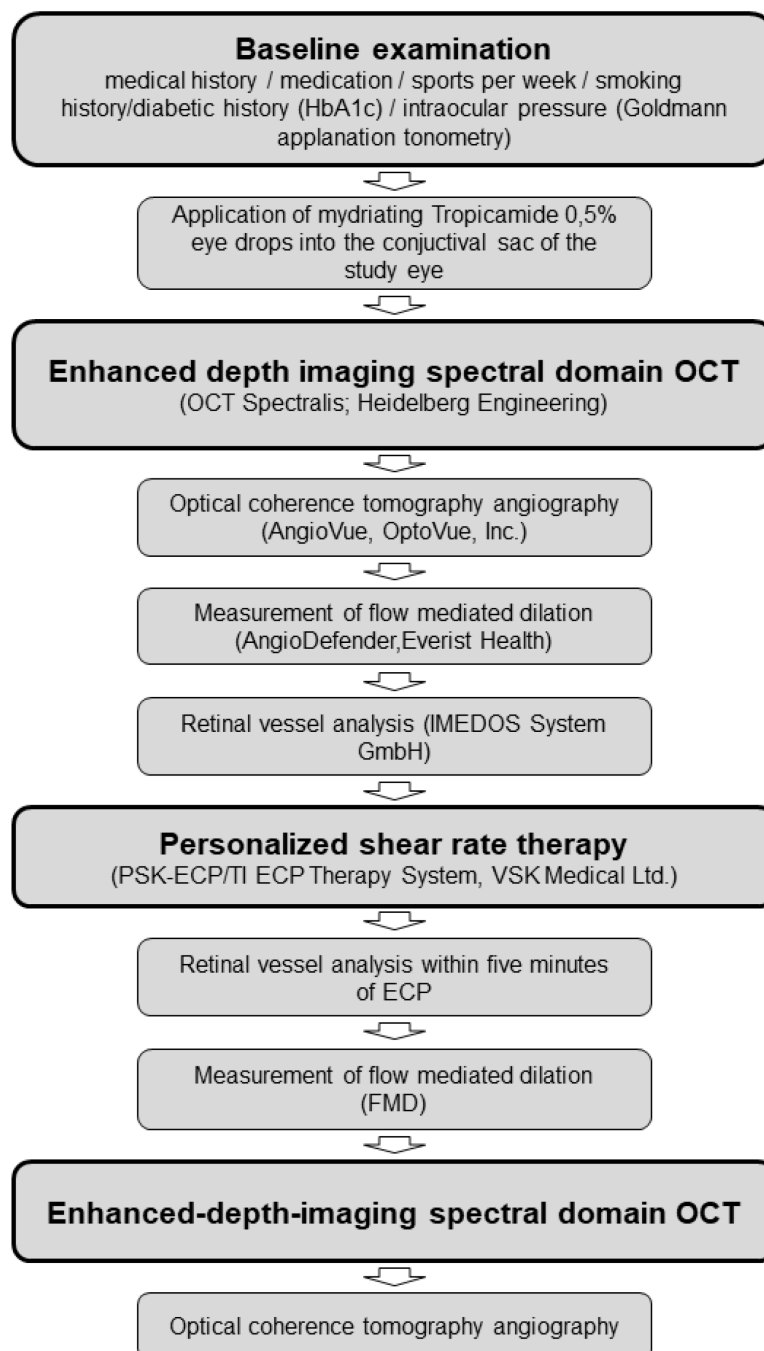 Baseline examination
medical history / medication / sports per week / smoking
history/diabetic history (HbA1c) / intraocular pressure (Goldmann
applanation tonometry)
Application of mydriating Tropicamide 0,5%
eye drops into the conjuctival sac of the
study eye
Enhanced depth imaging spectral domain OCT
(OCT Spectralis; Heidelberg Engineering)
Optical coherence tomography angiography
(AngioVue, OptoVue, Inc.)
Measurement of flow mediated dilation
(AngioDefender,Everist Health)
Retinal vessel analysis (IMEDOS System
GmbH)
Personalized shear rate therapy
(PSK-ECP/TI ECP Therapy System, VSK Medical Ltd.)
Retinal vessel analysis within five minutes
of ECP
Measurement of flow mediated dilation
(FMD)
Enhanced-depth-imaging spectral domain OCT
Optical coherence tomography angiography